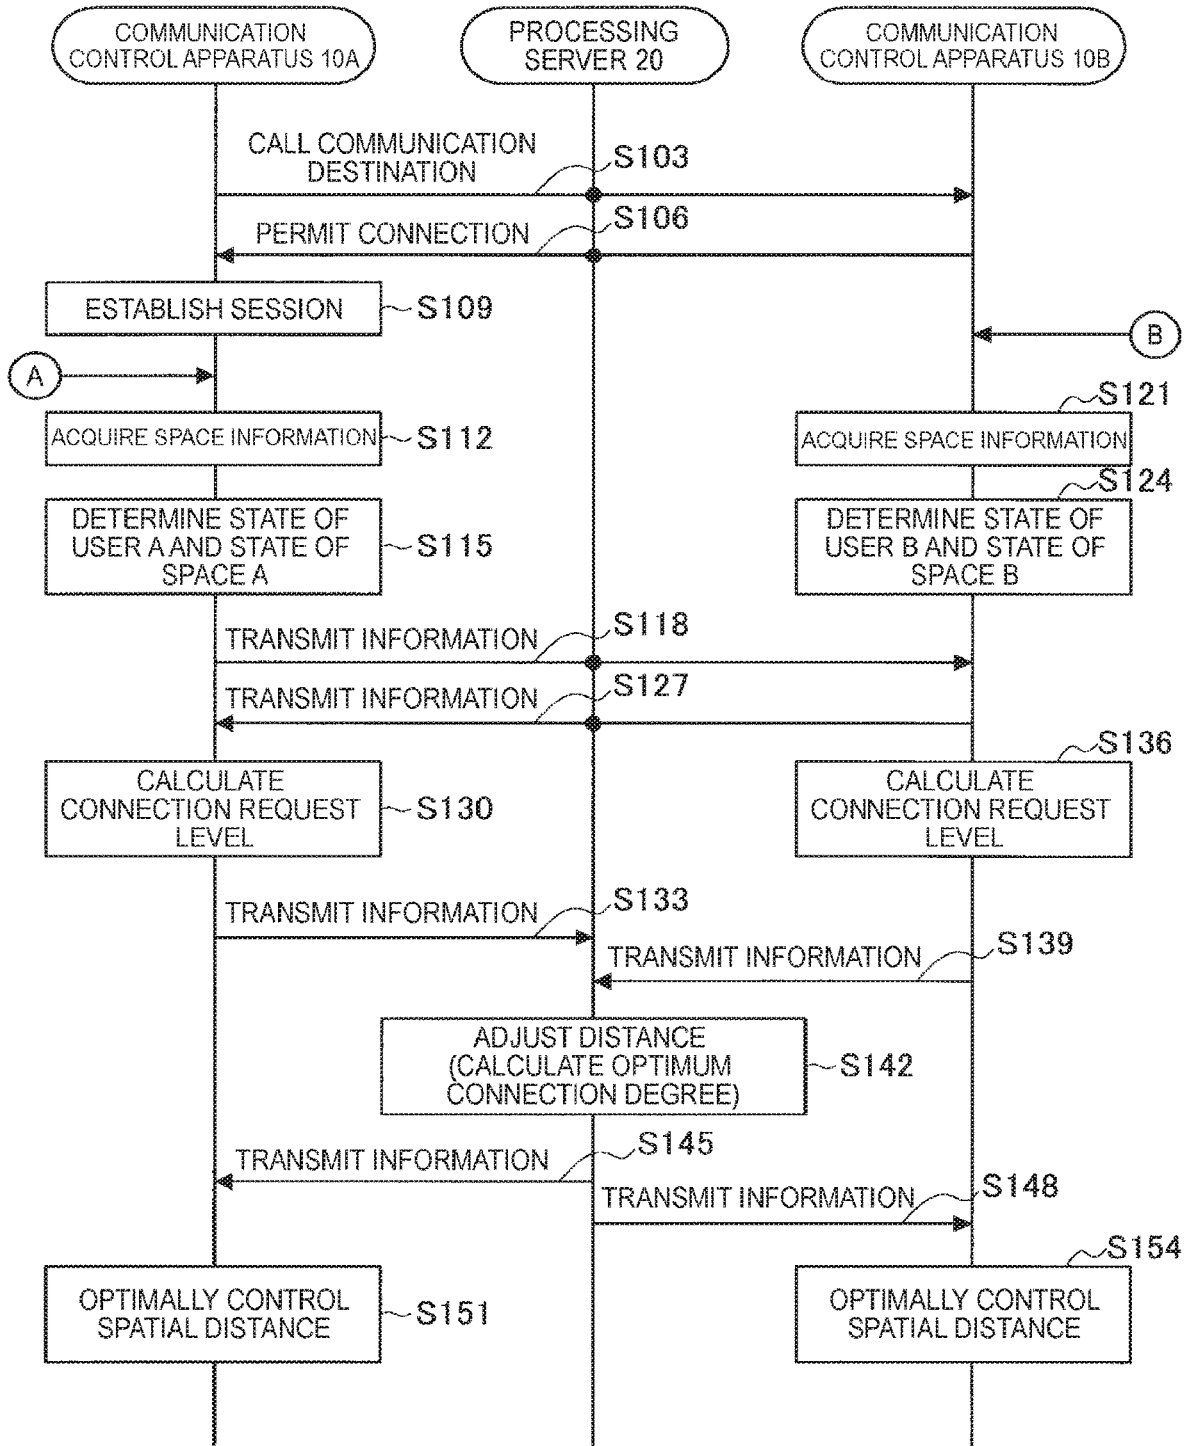 COMMUNICATION
CONTROL APPARATUS 10A
PROCESSING
SERVER 20
COMMUNICATION
CONTROL APPARATUS 10B
CALL COMMUNICATION
DESTINATION
S103
PERMIT CONNECTION
S106
ESTABLISH SESSION
S109
B
A
S121
ACQUIRE SPACE INFORMATION
S112
ACQUIRE SPACE INFORMATION
S124
DETERMINE STATE OF
USER A AND STATE OF
SPACE A
S115
DETERMINE STATE OF
USER B AND STATE OF
SPACE B
TRANSMIT INFORMATION
S118
TRANSMIT INFORMATION
S127
S136
CALCULATE
CONNECTION REQUEST
LEVEL
S130
CALCULATE
CONNECTION REQUEST
LEVEL
TRANSMIT INFORMATION
S133
TRANSMIT INFORMATION
S139
ADJUST DISTANCE
(CALCULATE OPTIMUM
CONNECTION DEGREE)
S142
TRANSMIT INFORMATION
S145
TRANSMIT INFORMATION
S148
S154
OPTIMALLY CONTROL
SPATIAL DISTANCE
S151
OPTIMALLY CONTROL
SPATIAL DISTANCE